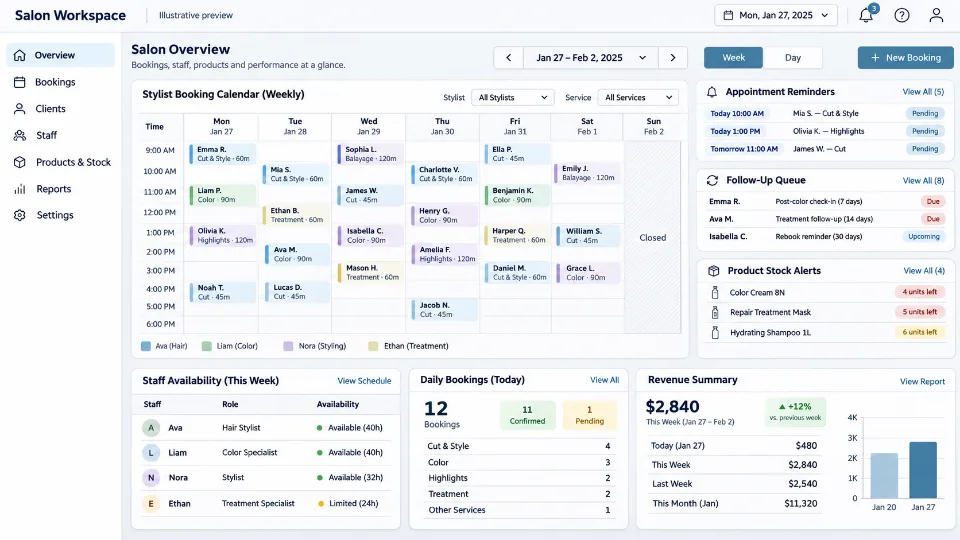 Salon Workspace
Illustrative preview
Mon, Jan 27, 2025
3
Overview
Bookings
Clients
Staff
Products & Stock
Reports
Settings
Salon Overview
Bookings, staff, products and performance at a glance.
Jan 27 – Feb 2, 2025
Week
Day
+ New Booking
Stylist Booking Calendar (Weekly)
Stylist
All Stylists
Service
All Services
Time
Mon
Jan 27
Tue
Jan 28
Wed
Jan 29
Thu
Jan 30
Fri
Jan 31
Sat
Feb 1
Sun
Feb 2
9:00 AM
10:00 AM
11:00 AM
12:00 PM
1:00 PM
2:00 PM
3:00 PM
4:00 PM
5:00 PM
6:00 PM
Emma R.
Cut & Style · 60m
Liam P.
Color · 90m
Olivia K.
Highlights · 120m
Noah T.
Cut · 45m
Mia S.
Cut & Style · 60m
Ethan B.
Treatment · 60m
Ava M.
Color · 90m
Lucas D.
Cut · 45m
Sophia L.
Balayage · 120m
James W.
Cut · 45m
Isabella C.
Color · 90m
Mason H.
Treatment · 60m
Charlotte V.
Cut & Style · 60m
Henry G.
Color · 90m
Amelia F.
Highlights · 120m
Jacob N.
Cut · 45m
Ella P.
Cut · 45m
Benjamin K.
Color · 90m
Harper Q.
Treatment · 60m
Daniel M.
Cut & Style · 60m
Emily J.
Balayage · 120m
William S.
Cut · 45m
Grace L.
Color · 90m
Closed
Ava (Hair)
Liam (Color)
Nora (Styling)
Ethan (Treatment)
Appointment Reminders
View All (5)
Today 10:00 AM
Mia S. — Cut & Style
Pending
Today 1:00 PM
Olivia K. — Highlights
Pending
Tomorrow 11:00 AM
James W. — Cut
Pending
Follow-Up Queue
View All (8)
Emma R.
Post-color check-in (7 days)
Due
Ava M.
Treatment follow-up (14 days)
Due
Isabella C.
Rebook reminder (30 days)
Upcoming
Product Stock Alerts
View All (4)
Color Cream 8N
4 units left
Repair Treatment Mask
5 units left
Hydrating Shampoo 1L
6 units left
Staff Availability (This Week)
View Schedule
Staff
Role
Availability
A
Ava
Hair Stylist
Available (40h)
L
Liam
Color Specialist
Available (40h)
N
Nora
Stylist
Available (32h)
E
Ethan
Treatment Specialist
Limited (24h)
Daily Bookings (Today)
View All
12
Bookings
11
Confirmed
1
Pending
Cut & Style
4
Color
3
Highlights
2
Treatment
2
Other Services
1
Revenue Summary
View Report
$2,840
This Week (Jan 27 – Feb 2)
▲ +12%
vs. previous week
Today (Jan 27)
$480
This Week
$2,840
Last Week
$2,540
This Month (Jan)
$11,320
4K
3K
2K
1K
0
Jan 20
Jan 27